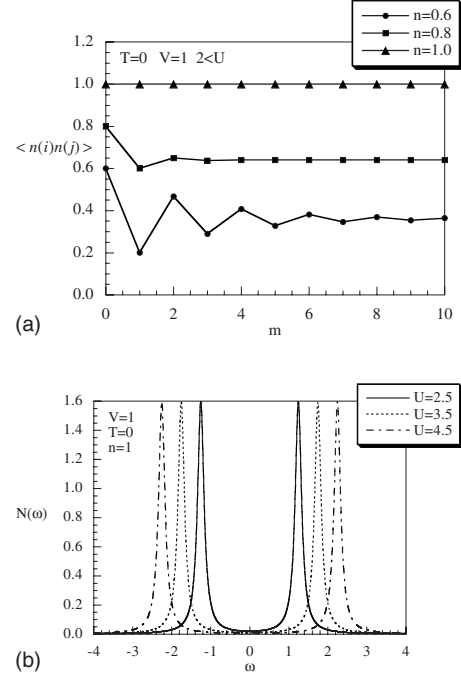 n=0.6
n=0.8
n=1.0
T=0 V=1 2<U
1.2
1.0
0.8
0.6
0.4
0.2
0.0
< n(i)n(j) >
0 2 4 6 8 10
m
(a)
U=2.5
U=3.5
U=4.5
V=1
T=0
n=1
1.6
1.4
1.2
1.0
0.8
0.6
0.4
0.2
0.0
N(ω)
-4 -3 -2 -1 0 1 2 3 4
ω
(b)